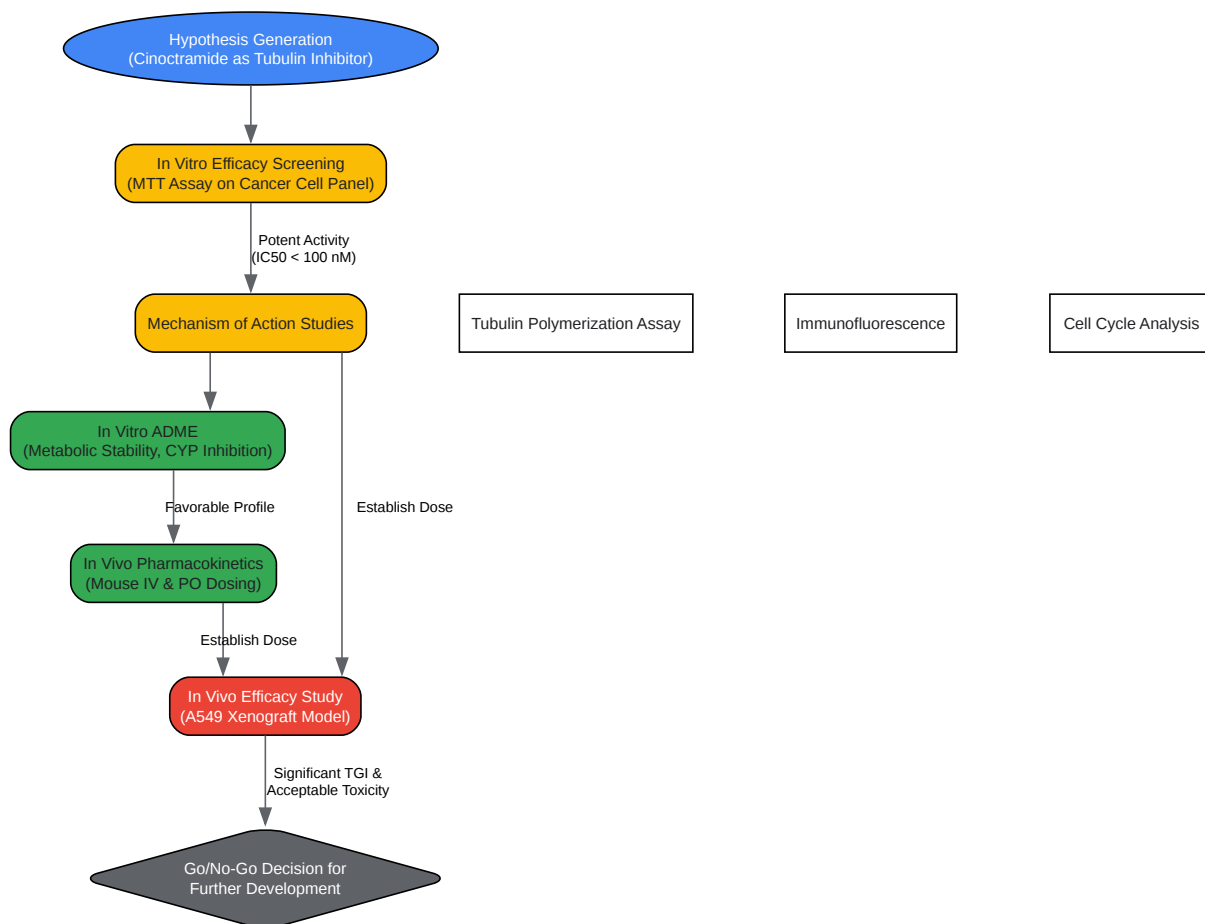 Hypothesis Generation
(Cinoctramide as Tubulin Inhibitor)
In Vitro Efficacy Screening
(MTT Assay on Cancer Cell Panel)
Potent Activity
(IC50 < 100 nM)
Mechanism of Action Studies
Tubulin Polymerization Assay
Immunofluorescence
Cell Cycle Analysis
In Vitro ADME
(Metabolic Stability, CYP Inhibition)
Favorable Profile
Establish Dose
In Vivo Pharmacokinetics
(Mouse IV & PO Dosing)
Establish Dose
In Vivo Efficacy Study
(A549 Xenograft Model)
Significant TGI &
Acceptable Toxicity
Go/No-Go Decision for
Further Development